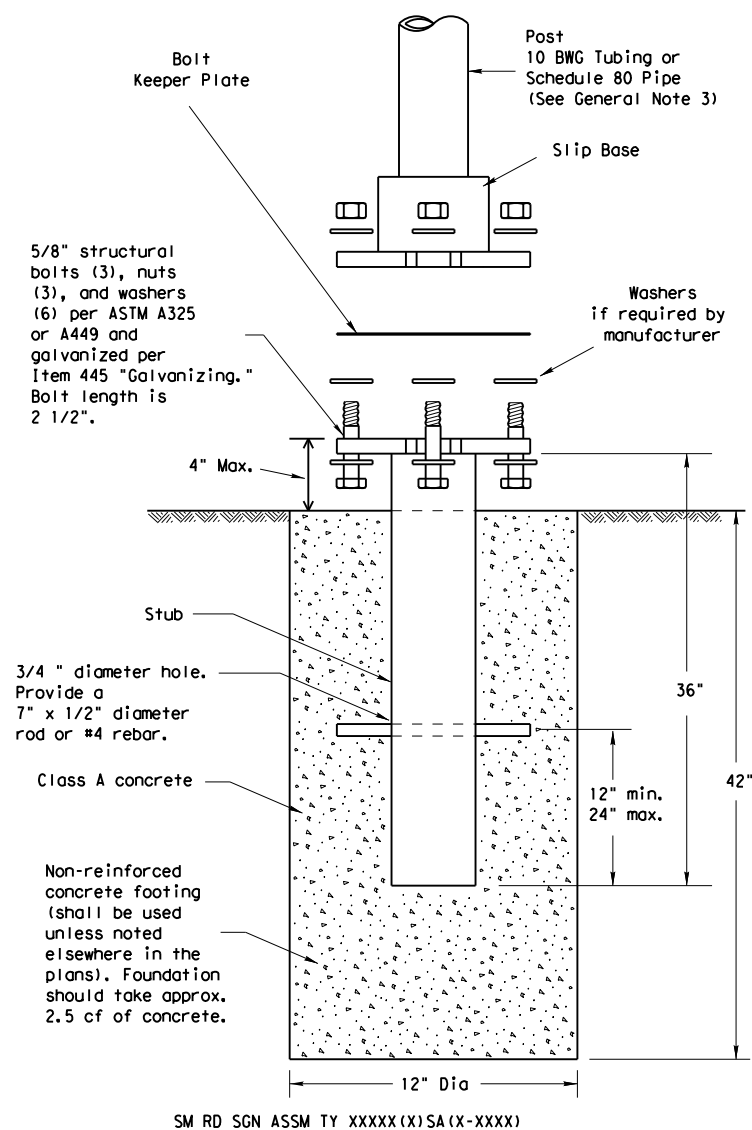 Bolt
Keeper Plate
Post
10 BWG Tubing or
Schedule 80 Pipe
(See General Note 3)
Slip Base
5/8" structural
bolts (3), nuts
(3), and washers
(6) per ASTM A325
or A449 and
galvanized per
Item 445 "Galvanizing."
Bolt length is
2 1/2".
Washers
if required by
manufacturer
4" Max.
Stub
3/4 " diameter hole.
Provide a
7" x 1/2" diameter
rod or #4 rebar.
36"
Class A concrete
12" min.
24" max.
42"
Non-reinforced
concrete footing
(shall be used
unless noted
elsewhere in the
plans). Foundation
should take approx.
2.5 cf of concrete.
12" Dia
SM RD SGN ASSM TY XXXXX(X)SA(X-XXXX)